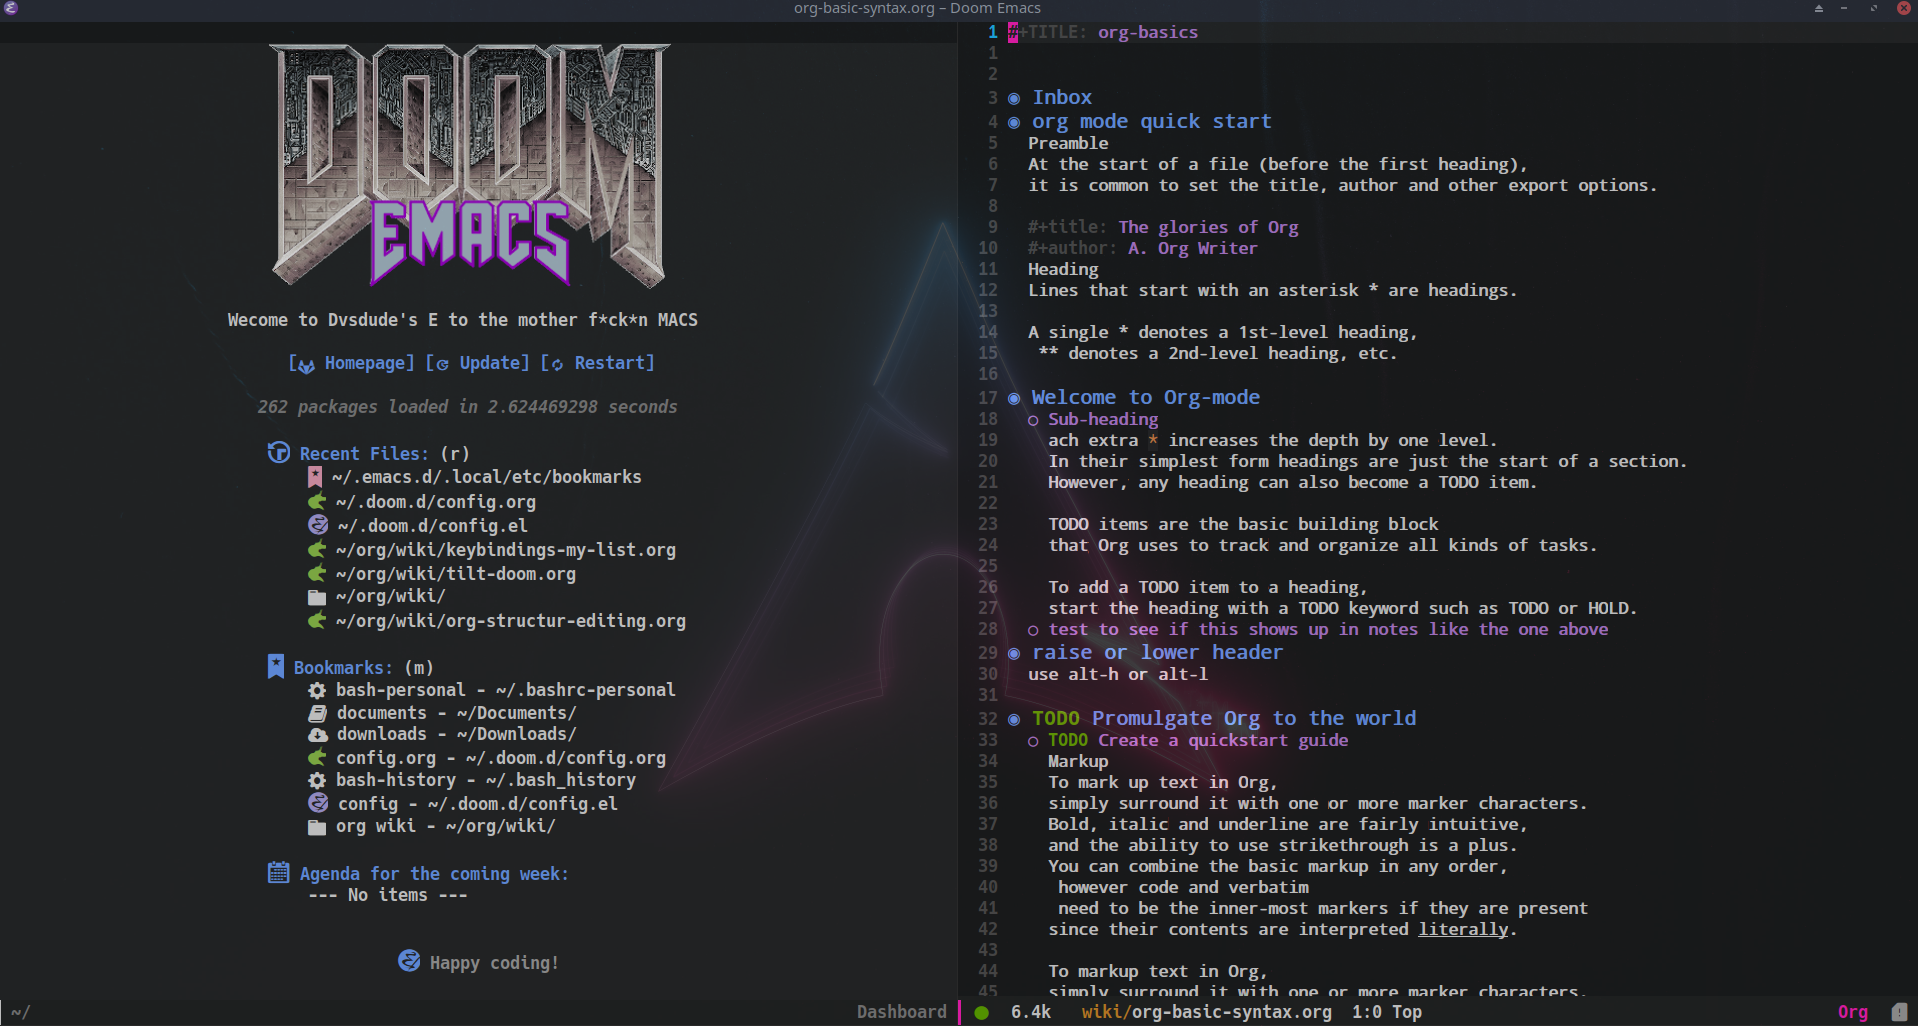 org-basic-syntax.org – Doom Emacs
DOOM
EMACS
Wecome to Dvsdude's E to the mother f*ck*n MACS
[ Homepage] [ Update] [ Restart]
262 packages loaded in 2.624469298 seconds
Recent Files: (r)
~/.emacs.d/.local/etc/bookmarks
~/.doom.d/config.org
~/.doom.d/config.el
~/org/wiki/keybindings-my-list.org
~/org/wiki/tilt-doom.org
~/org/wiki/
~/org/wiki/org-structur-editing.org
Bookmarks: (m)
bash-personal - ~/.bashrc-personal
documents - ~/Documents/
downloads - ~/Downloads/
config.org - ~/.doom.d/config.org
bash-history - ~/.bash_history
config - ~/.doom.d/config.el
org wiki - ~/org/wiki/
Agenda for the coming week:
--- No items ---
Happy coding!
~/ Dashboard
1 #+TITLE: org-basics
1
2
3 Inbox
4 org mode quick start
5 Preamble
6 At the start of a file (before the first heading),
7 it is common to set the title, author and other export options.
8
9 #+title: The glories of Org
10 #+author: A. Org Writer
11 Heading
12 Lines that start with an asterisk * are headings.
13
14 A single * denotes a 1st-level heading,
15 ** denotes a 2nd-level heading, etc.
16
17 Welcome to Org-mode
18 Sub-heading
19 ach extra * increases the depth by one level.
20 In their simplest form headings are just the start of a section.
21 However, any heading can also become a TODO item.
22
23 TODO items are the basic building block
24 that Org uses to track and organize all kinds of tasks.
25
26 To add a TODO item to a heading,
27 start the heading with a TODO keyword such as TODO or HOLD.
28 test to see if this shows up in notes like the one above
29 raise or lower header
30 use alt-h or alt-l
31
32 TODO Promulgate Org to the world
33 TODO Create a quickstart guide
34 Markup
35 To mark up text in Org,
36 simply surround it with one or more marker characters.
37 Bold, italic and underline are fairly intuitive,
38 and the ability to use strikethrough is a plus.
39 You can combine the basic markup in any order,
40 however code and verbatim
41 need to be the inner-most markers if they are present
42 since their contents are interpreted literally.
43
44 To markup text in Org,
45 simply surround it with one or more marker characters.
6.4k wiki/org-basic-syntax.org 1:0 Top Org